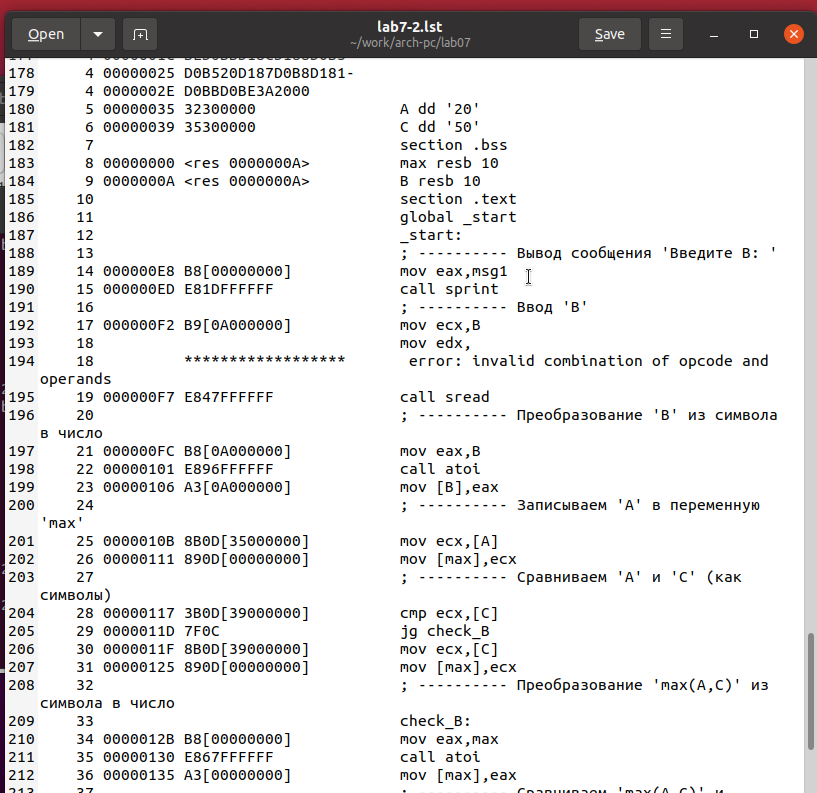 Open
lab7-2.lst
~/work/arch-pc/lab07
Save
178 4 00000025 D0B520D187D0B8D181-
179 4 0000002E D0BBD0BE3A2000
180 5 00000035 32300000 A dd '20'
181 6 00000039 35300000 C dd '50'
182 7 section .bss
183 8 00000000 <res 0000000A> max resb 10
184 9 0000000A <res 0000000A> B resb 10
185 10 section .text
186 11 global _start
187 12 _start:
188 13 ; ---------- Вывод сообщения 'Введите B: '
189 14 000000E8 B8[00000000] mov eax,msg1
190 15 000000ED E81DFFFFFF call sprint
191 16 ; ---------- Ввод 'B'
192 17 000000F2 B9[0A000000] mov ecx,B
193 18 mov edx,
194 18 ****************** error: invalid combination of opcode and
operands
195 19 000000F7 E847FFFFFF call sread
196 20 ; ---------- Преобразование 'B' из символа
в число
197 21 000000FC B8[0A000000] mov eax,B
198 22 00000101 E896FFFFFF call atoi
199 23 00000106 A3[0A000000] mov [B],eax
200 24 ; ---------- Записываем 'A' в переменную
'max'
201 25 0000010B 8B0D[35000000] mov ecx,[A]
202 26 00000111 890D[00000000] mov [max],ecx
203 27 ; ---------- Сравниваем 'A' и 'С' (как
символы)
204 28 00000117 3B0D[39000000] cmp ecx,[C]
205 29 0000011D 7F0C jg check_B
206 30 0000011F 8B0D[39000000] mov ecx,[C]
207 31 00000125 890D[00000000] mov [max],ecx
208 32 ; ---------- Преобразование 'max(A,C)' из
символа в число
209 33 check_B:
210 34 0000012B B8[00000000] mov eax,max
211 35 00000130 E867FFFFFF call atoi
212 36 00000135 A3[00000000] mov [max],eax
213 37 ; ---------- Сравниваем 'max(A,C)' и